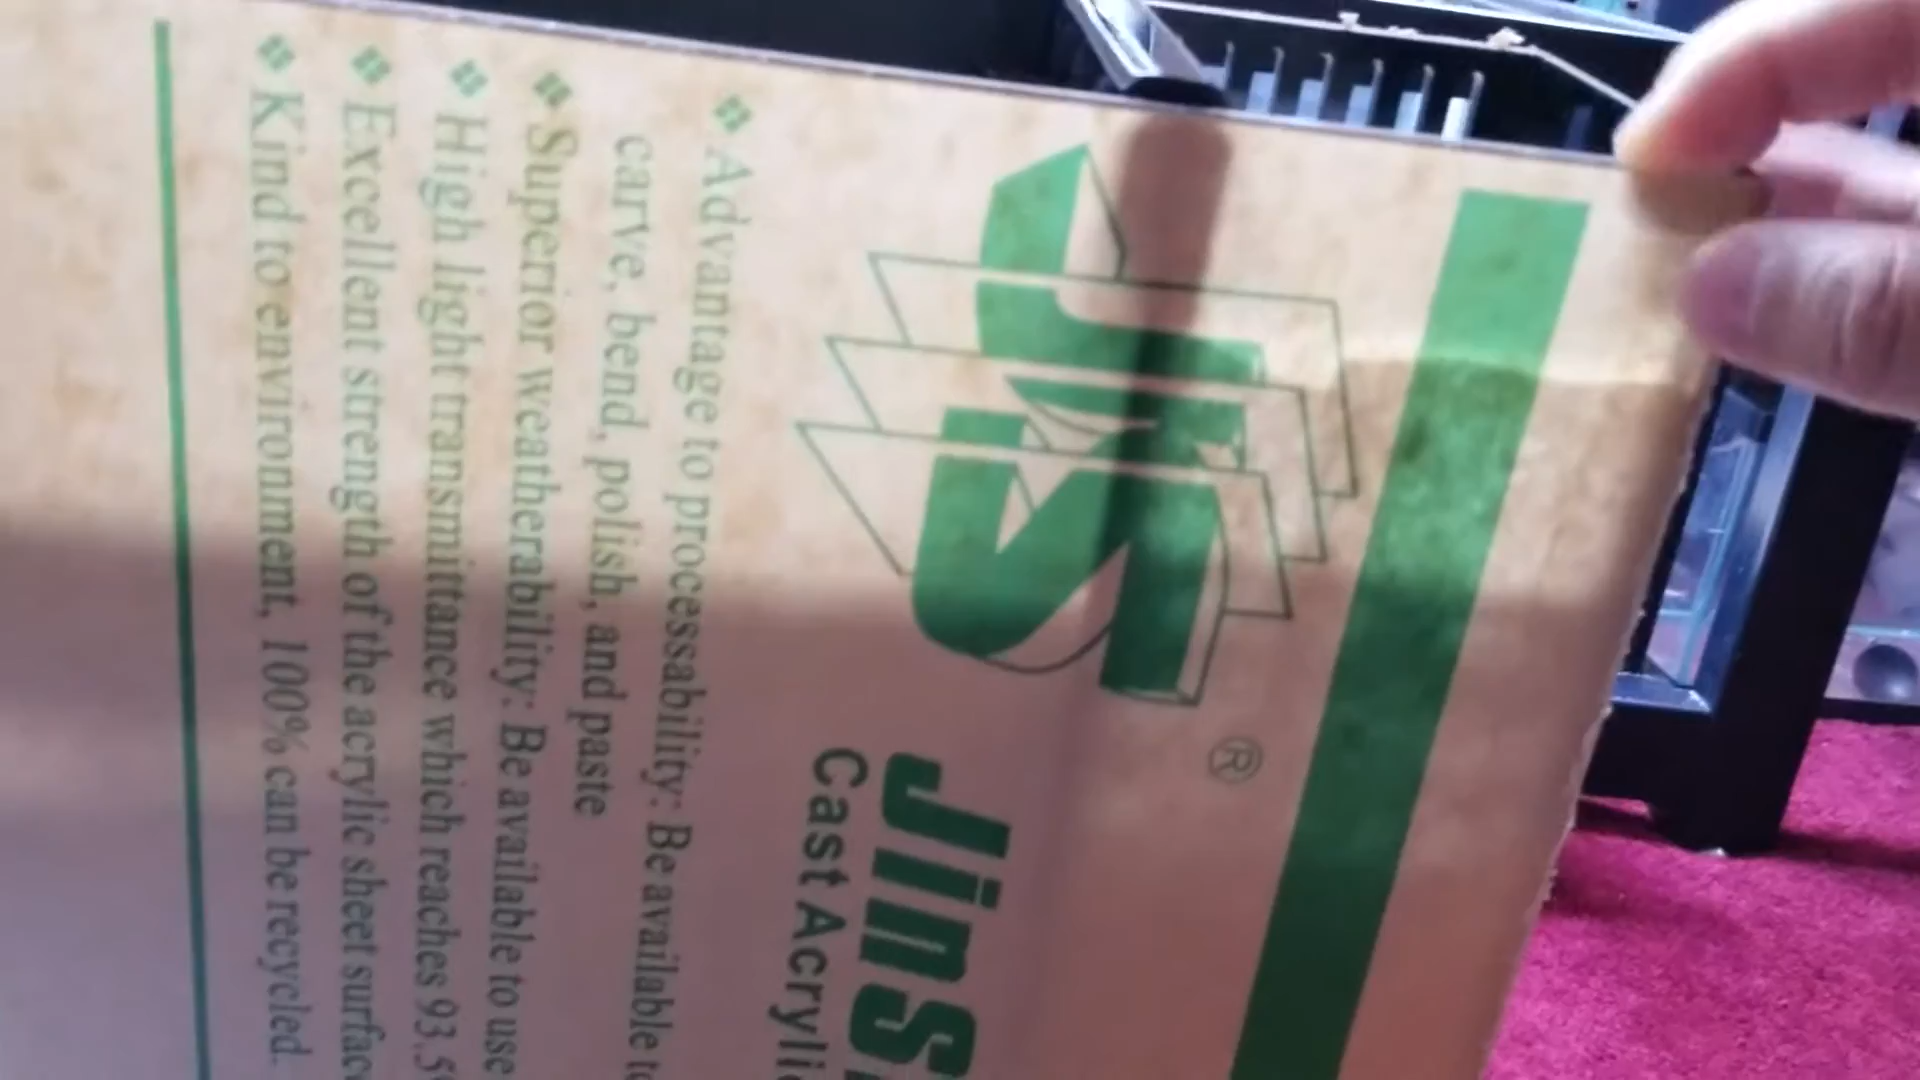 JS
®
JinS
Cast Acryli
❖Advantage to processability: Be available to
carve, bend, polish, and paste
❖Superior weatherability: Be available to use
❖High light transmittance which reaches 93.5
❖Excellent strength of the acrylic sheet surface
❖Kind to environment, 100% can be recycled.